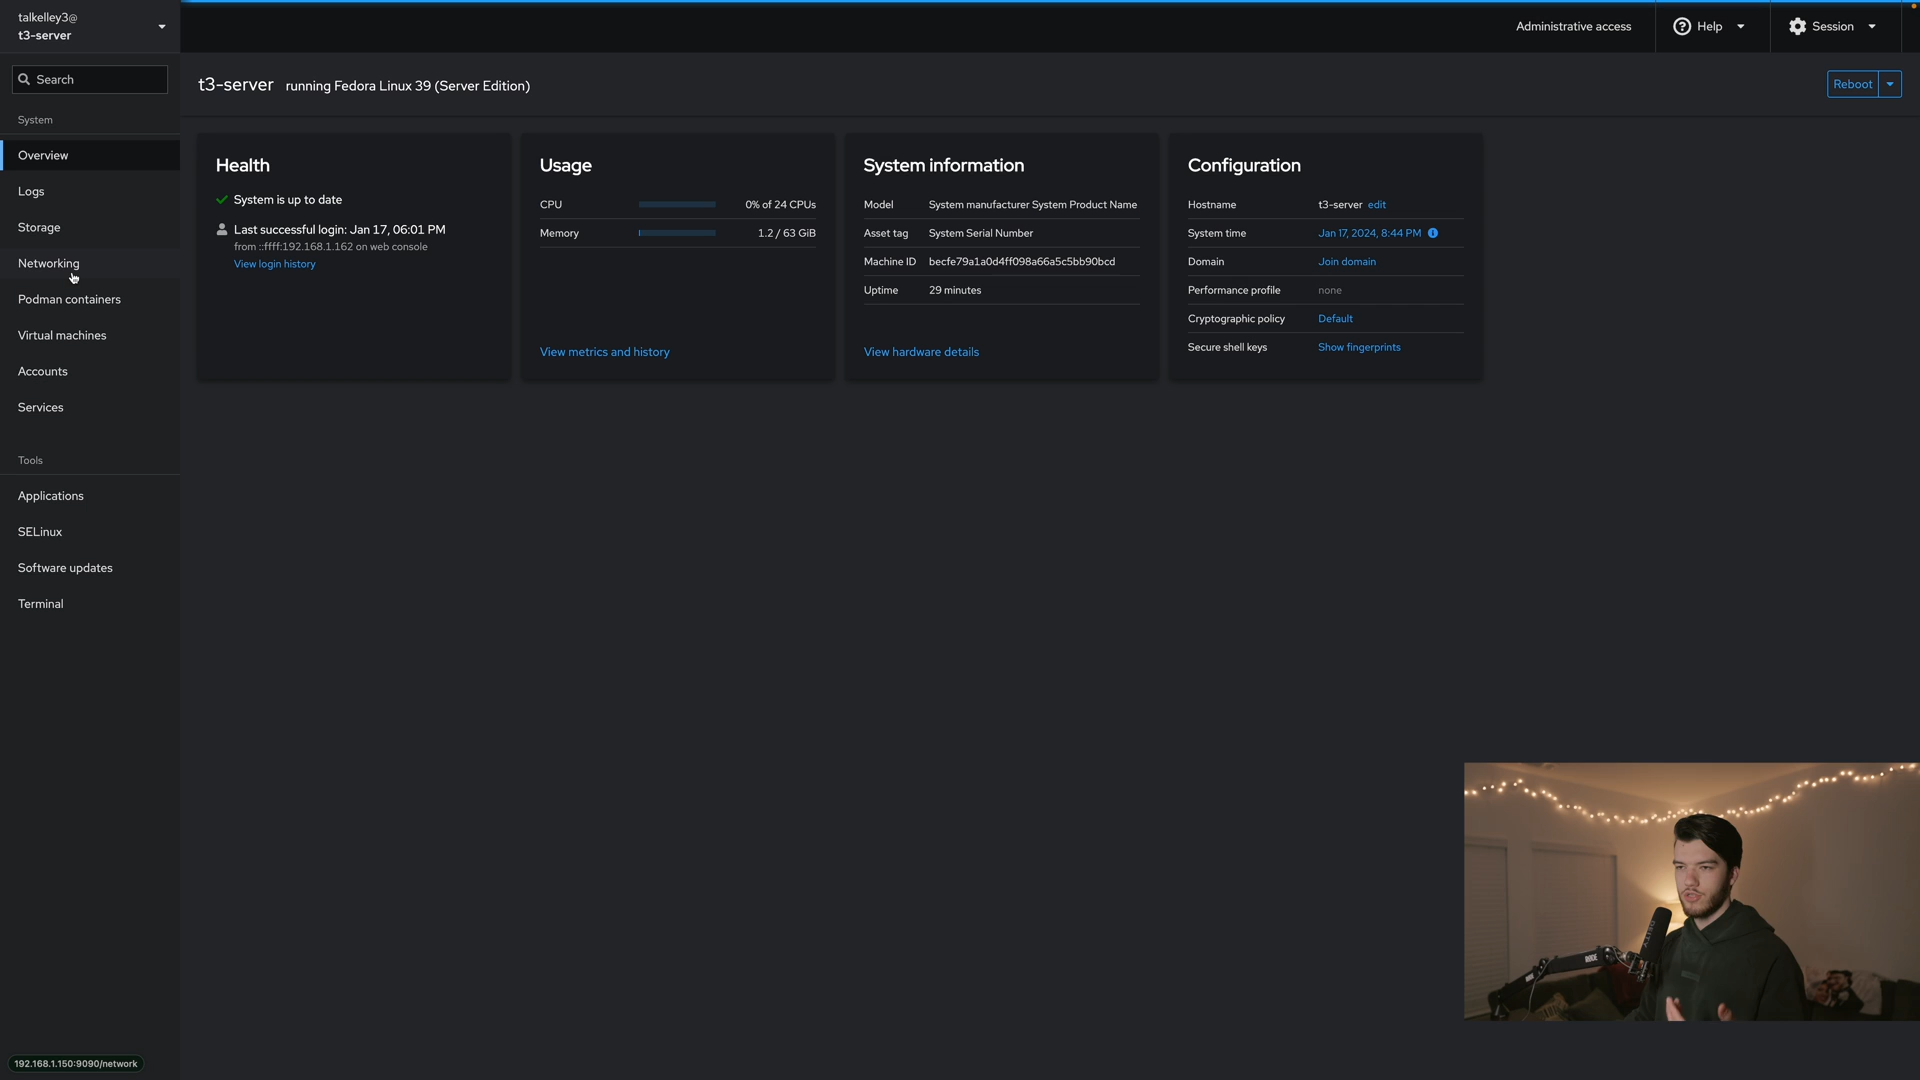 talkelley3@
t3-server
Administrative access
Help
Session
Search
t3-server running Fedora Linux 39 (Server Edition)
Reboot
System
Overview
Logs
Storage
Networking
Podman containers
Virtual machines
Accounts
Services
Tools
Applications
SELinux
Software updates
Terminal
Health
System is up to date
Last successful login: Jan 17, 06:01 PM
from ::ffff:192.168.1.162 on web console
View login history
Usage
CPU 0% of 24 CPUs
Memory 1.2 / 63 GiB
View metrics and history
System information
Model System manufacturer System Product Name
Asset tag System Serial Number
Machine ID becfe79a1a0d4ff098a66a5c5bb90bcd
Uptime 29 minutes
View hardware details
Configuration
Hostname t3-server edit
System time Jan 17, 2024, 8:44 PM
Domain Join domain
Performance profile none
Cryptographic policy Default
Secure shell keys Show fingerprints
RØDE
192.168.1.150:9090/network